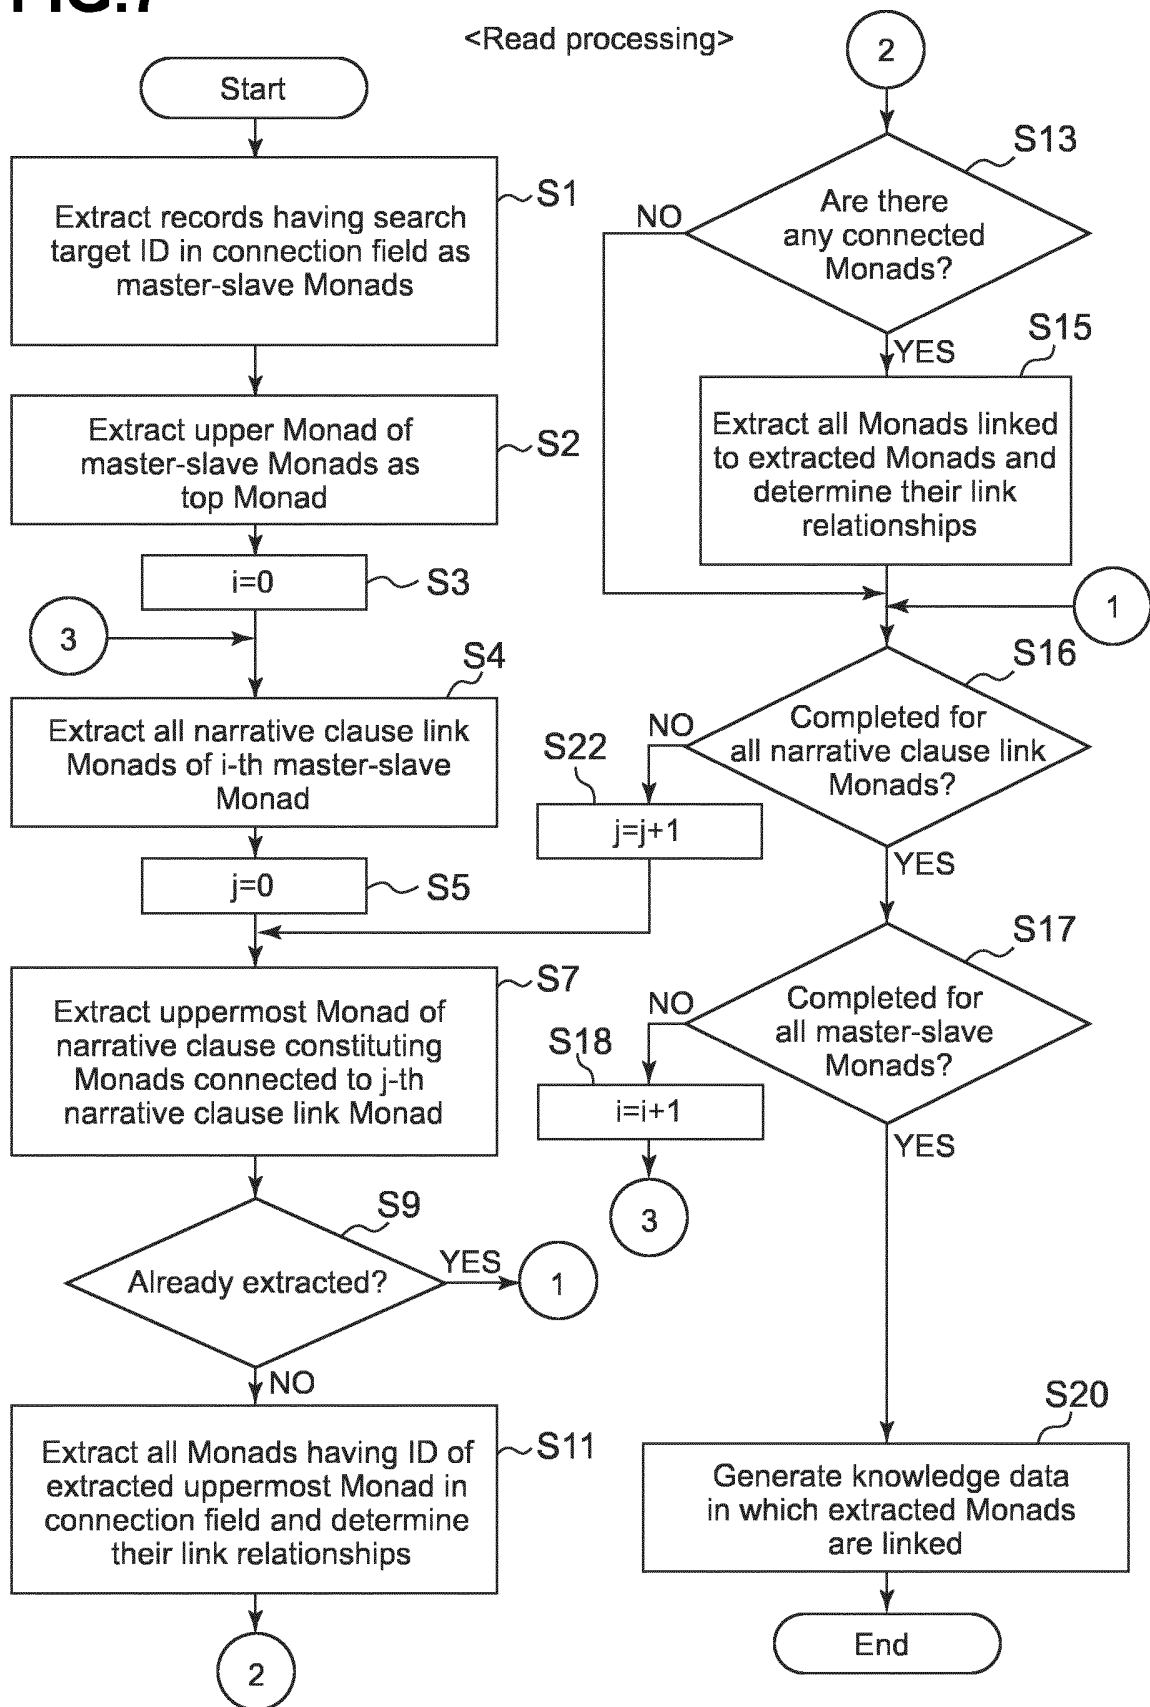 FIG.7
<Read processing>
Start
Extract records having search
target ID in connection field as
master-slave Monads
S1
Extract upper Monad of
master-slave Monads as
top Monad
S2
i=0
S3
3
S4
Extract all narrative clause link
Monads of i-th master-slave
Monad
j=0
S5
S7
Extract uppermost Monad of
narrative clause constituting
Monads connected to j-th
narrative clause link Monad
S9
Already extracted?
YES
1
NO
Extract all Monads having ID of
extracted uppermost Monad in
connection field and determine
their link relationships
S11
2
2
S13
Are there
any connected
Monads?
NO
YES
S15
Extract all Monads linked
to extracted Monads and
determine their link
relationships
1
S16
Completed for
all narrative clause link
Monads?
NO
S22
j=j+1
YES
S17
Completed for
all master-slave
Monads?
NO
S18
i=i+1
3
YES
S20
Generate knowledge data
in which extracted Monads
are linked
End